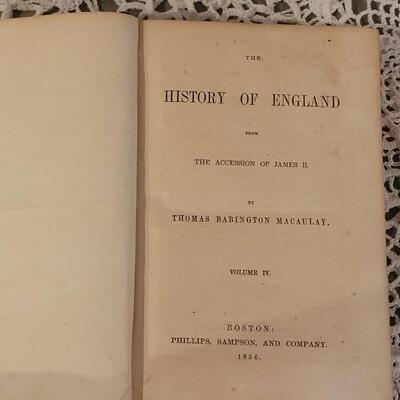 THE
HISTORY OF ENGLAND
FROM
THE ACCESSION OF JAMES II.
BY
THOMAS BABINGTON MACAULAY.
VOLUME IV.
BOSTON:
PHILLIPS, SAMPSON, AND COMPANY.
1856.